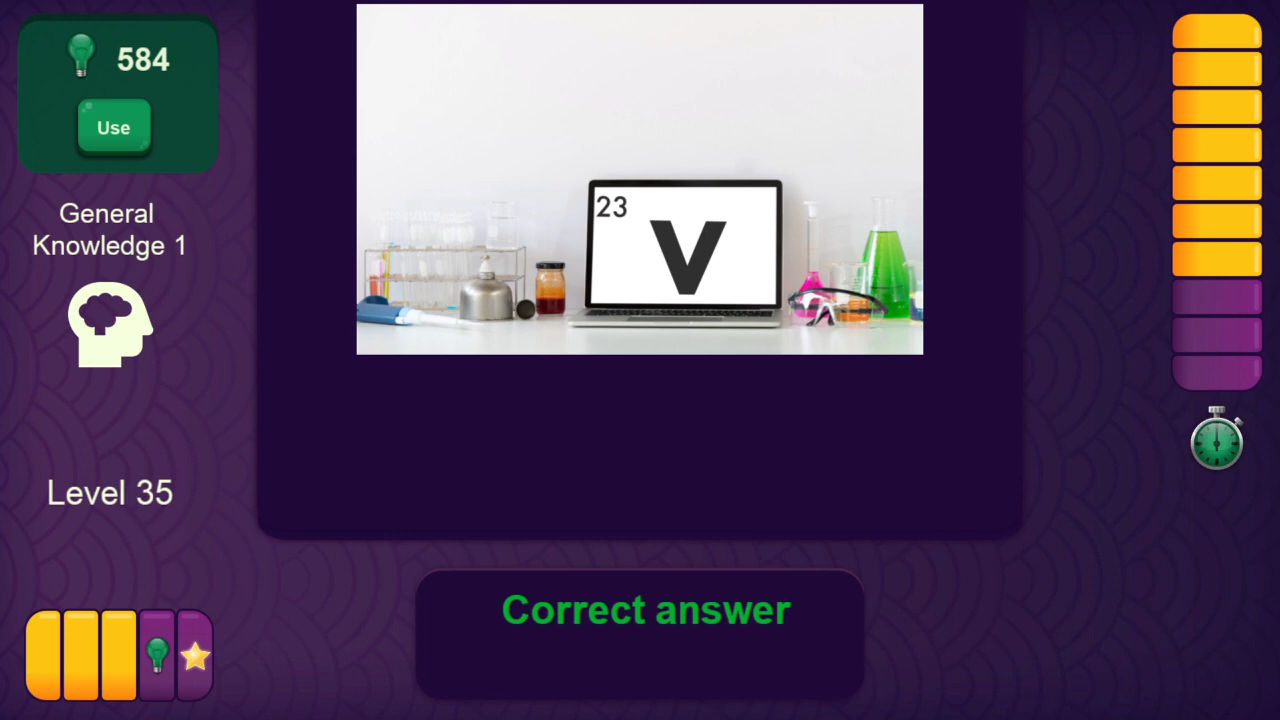 584
Use
General
Knowledge 1
Level 35
23
V
Correct answer